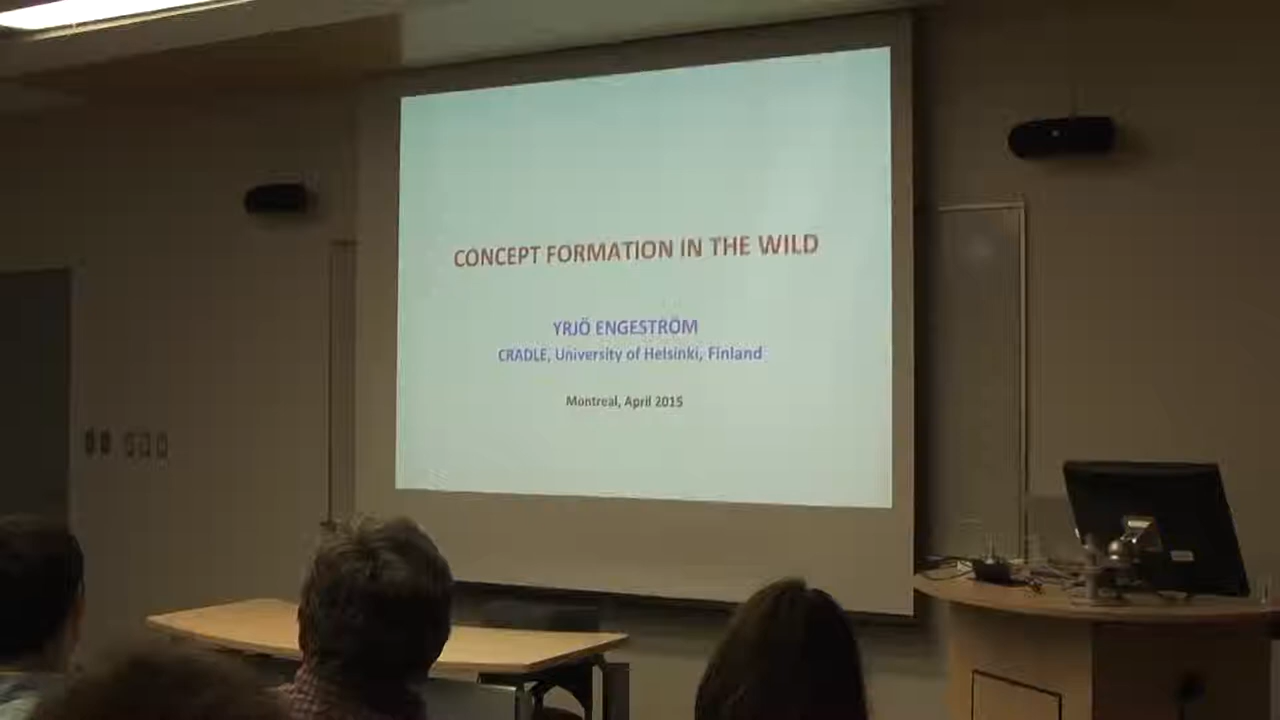 CONCEPT FORMATION IN THE WILD
YRJÖ ENGESTRÖM
CRADLE, University of Helsinki, Finland
Montreal, April 2015